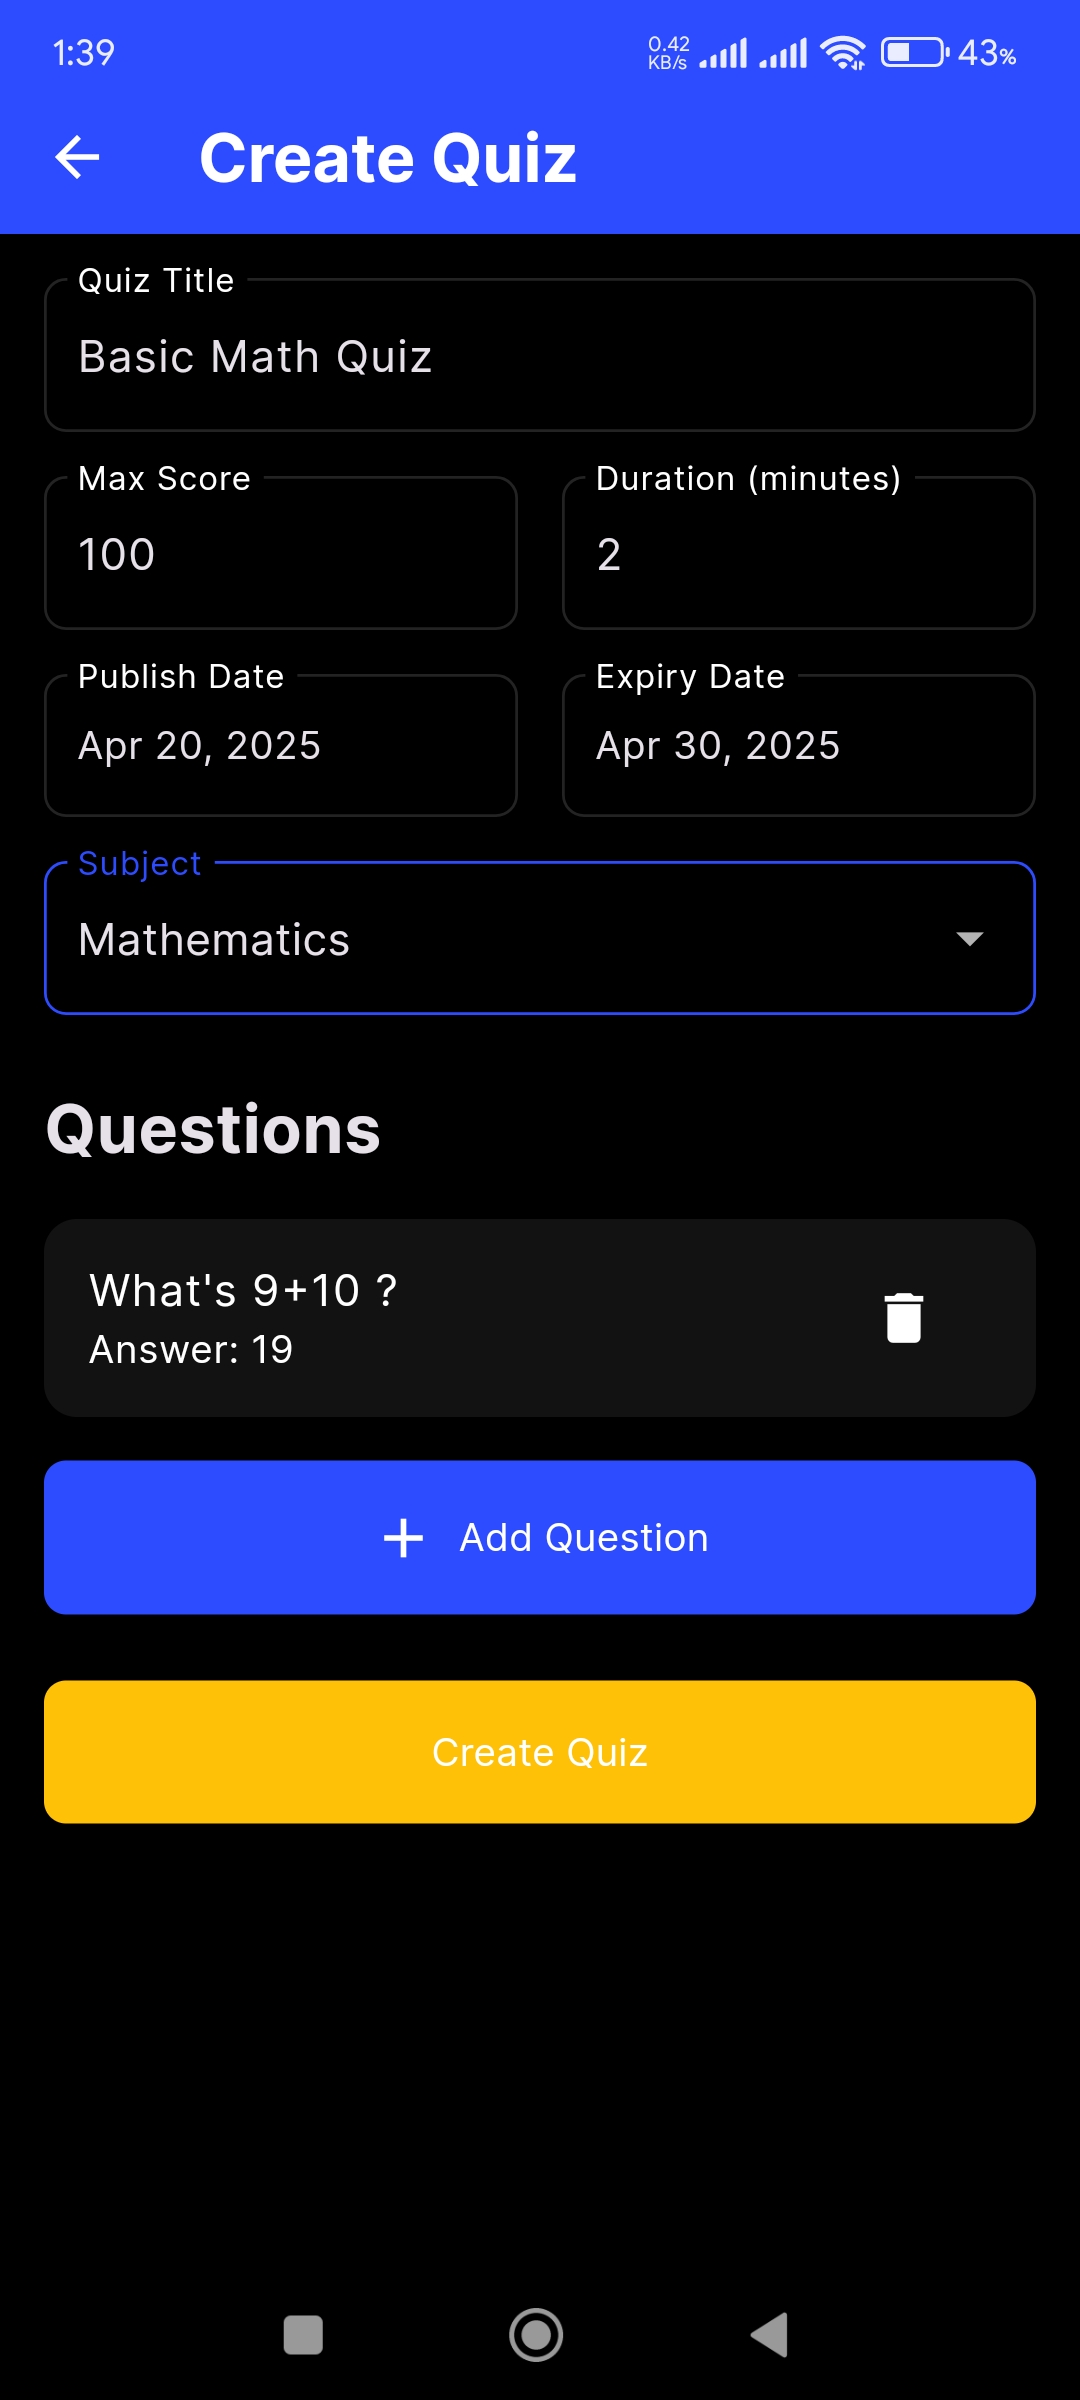 1:39
0.42
KB/s
43%
Create Quiz
Quiz Title
Basic Math Quiz
Max Score
Duration (minutes)
100
2
Publish Date
Expiry Date
Apr 20, 2025
Apr 30, 2025
Subject
Mathematics
Questions
What's 9+10 ?
Answer: 19
Add Question
Create Quiz